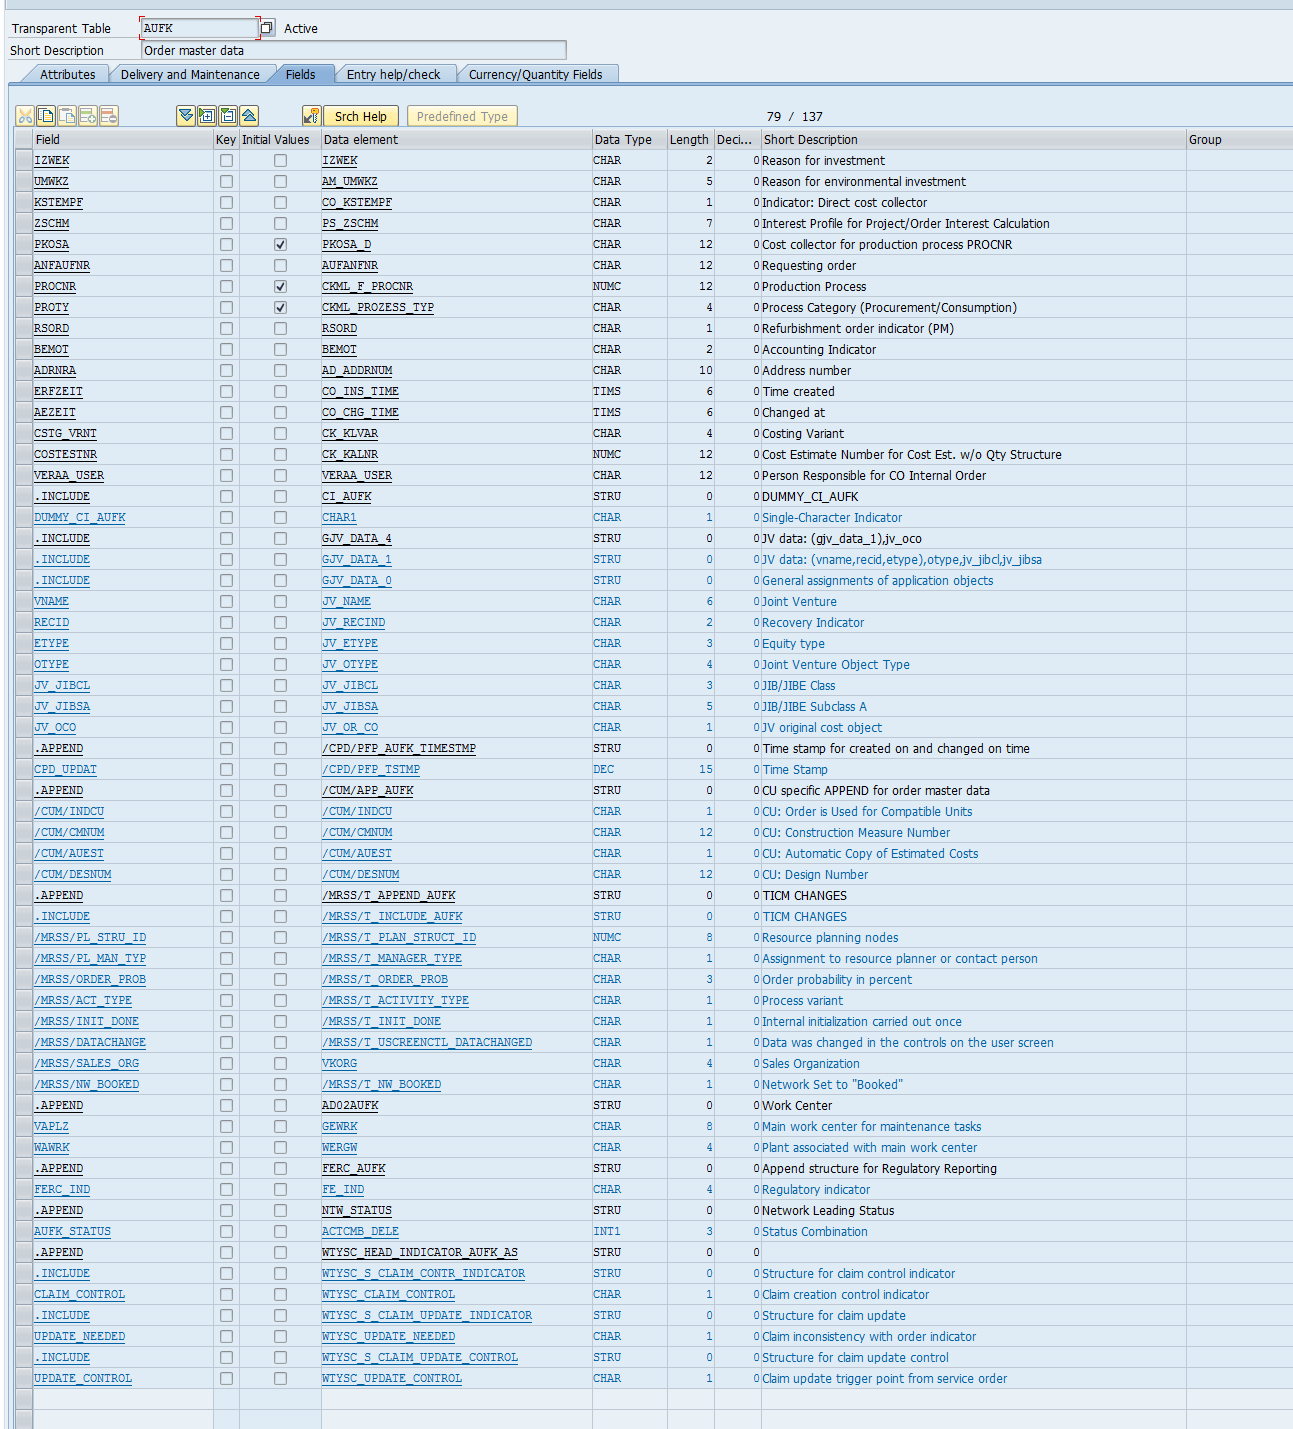 Transparent Table AUFK Active
Short Description Order master data
Attributes Delivery and Maintenance Fields Entry help/check Currency/Quantity Fields
Srch Help Predefined Type 79 / 137
Field Key Initial Values Data element Data Type Length Deci... Short Description Group
IZWEK IZWEK CHAR 2 0 Reason for investment
UMWKZ AM_UMWKZ CHAR 5 0 Reason for environmental investment
KSTEMPF CO_KSTEMPF CHAR 1 0 Indicator: Direct cost collector
ZSCHM PS_ZSCHM CHAR 7 0 Interest Profile for Project/Order Interest Calculation
PKOSA PKOSA_D CHAR 12 0 Cost collector for production process PROCNR
ANFAUFNR AUFANFNR CHAR 12 0 Requesting order
PROCNR CKML_F_PROCNR NUMC 12 0 Production Process
PROTY CKML_PROZESS_TYP CHAR 4 0 Process Category (Procurement/Consumption)
RSORD RSORD CHAR 1 0 Refurbishment order indicator (PM)
BEMOT BEMOT CHAR 2 0 Accounting Indicator
ADRNRA AD_ADDRNUM CHAR 10 0 Address number
ERFZEIT CO_INS_TIME TIMS 6 0 Time created
AEZEIT CO_CHG_TIME TIMS 6 0 Changed at
CSTG_VRNT CK_KLVAR CHAR 4 0 Costing Variant
COSTESTNR CK_KALNR NUMC 12 0 Cost Estimate Number for Cost Est. w/o Qty Structure
VERAA_USER VERAA_USER CHAR 12 0 Person Responsible for CO Internal Order
.INCLUDE CI_AUFK STRU 0 0 DUMMY_CI_AUFK
DUMMY_CI_AUFK CHAR1 CHAR 1 0 Single-Character Indicator
.INCLUDE GJV_DATA_4 STRU 0 0 JV data: (gjv_data_1),jv_oco
.INCLUDE GJV_DATA_1 STRU 0 0 JV data: (vname,recid,etype),otype,jv_jibcl,jv_jibsa
.INCLUDE GJV_DATA_0 STRU 0 0 General assignments of application objects
VNAME JV_NAME CHAR 6 0 Joint Venture
RECID JV_RECIND CHAR 2 0 Recovery Indicator
ETYPE JV_ETYPE CHAR 3 0 Equity type
OTYPE JV_OTYPE CHAR 4 0 Joint Venture Object Type
JV_JIBCL JV_JIBCL CHAR 3 0 JIB/JIBE Class
JV_JIBSA JV_JIBSA CHAR 5 0 JIB/JIBE Subclass A
JV_OCO JV_OR_CO CHAR 1 0 JV original cost object
.APPEND /CPD/PFP_AUFK_TIMESTMP STRU 0 0 Time stamp for created on and changed on time
CPD_UPDAT /CPD/PFP_TSTMP DEC 15 0 Time Stamp
.APPEND /CUM/APP_AUFK STRU 0 0 CU specific APPEND for order master data
/CUM/INDCU /CUM/INDCU CHAR 1 0 CU: Order is Used for Compatible Units
/CUM/CMNUM /CUM/CMNUM CHAR 12 0 CU: Construction Measure Number
/CUM/AUEST /CUM/AUEST CHAR 1 0 CU: Automatic Copy of Estimated Costs
/CUM/DESNUM /CUM/DESNUM CHAR 12 0 CU: Design Number
.APPEND /MRSS/T_APPEND_AUFK STRU 0 0 TICM CHANGES
.INCLUDE /MRSS/T_INCLUDE_AUFK STRU 0 0 TICM CHANGES
/MRSS/PL_STRU_ID /MRSS/T_PLAN_STRUCT_ID NUMC 8 0 Resource planning nodes
/MRSS/PL_MAN_TYP /MRSS/T_MANAGER_TYPE CHAR 1 0 Assignment to resource planner or contact person
/MRSS/ORDER_PROB /MRSS/T_ORDER_PROB CHAR 3 0 Order probability in percent
/MRSS/ACT_TYPE /MRSS/T_ACTIVITY_TYPE CHAR 1 0 Process variant
/MRSS/INIT_DONE /MRSS/T_INIT_DONE CHAR 1 0 Internal initialization carried out once
/MRSS/DATACHANGE /MRSS/T_USCREENCTL_DATACHANGED CHAR 1 0 Data was changed in the controls on the user screen
/MRSS/SALES_ORG VKORG CHAR 4 0 Sales Organization
/MRSS/NW_BOOKED /MRSS/T_NW_BOOKED CHAR 1 0 Network Set to "Booked"
.APPEND AD02AUFK STRU 0 0 Work Center
VAPLZ GEWRK CHAR 8 0 Main work center for maintenance tasks
WAWRK WERGW CHAR 4 0 Plant associated with main work center
.APPEND FERC_AUFK STRU 0 0 Append structure for Regulatory Reporting
FERC_IND FE_IND CHAR 4 0 Regulatory indicator
.APPEND NTW_STATUS STRU 0 0 Network Leading Status
AUFK_STATUS ACTCMB_DELE INT1 3 0 Status Combination
.APPEND WTYSC_HEAD_INDICATOR_AUFK_AS STRU 0 0
.INCLUDE WTYSC_S_CLAIM_CONTR_INDICATOR STRU 0 0 Structure for claim control indicator
CLAIM_CONTROL WTYSC_CLAIM_CONTROL CHAR 1 0 Claim creation control indicator
.INCLUDE WTYSC_S_CLAIM_UPDATE_INDICATOR STRU 0 0 Structure for claim update
UPDATE_NEEDED WTYSC_UPDATE_NEEDED CHAR 1 0 Claim inconsistency with order indicator
.INCLUDE WTYSC_S_CLAIM_UPDATE_CONTROL STRU 0 0 Structure for claim update control
UPDATE_CONTROL WTYSC_UPDATE_CONTROL CHAR 1 0 Claim update trigger point from service order